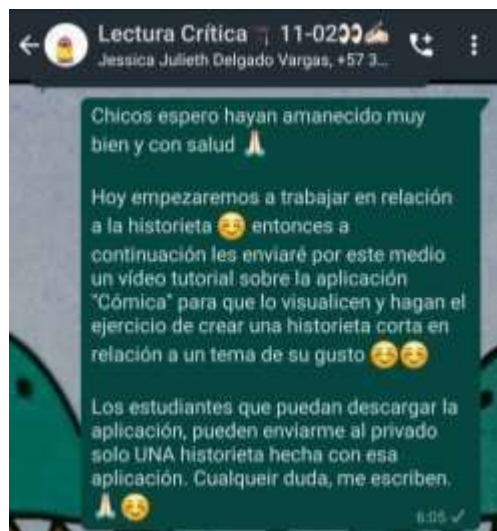 Lectura Crítica 11-02👀✍🏻
Jessica Julieth Delgado Vargas, +57 3...
Chicos espero hayan amanecido muy
bien y con salud 🙏🏻
Hoy empezaremos a trabajar en relación
a la historieta ☺️ entonces a
continuación les enviaré por este medio
un vídeo tutorial sobre la aplicación
"Cómica" para que lo visualicen y hagan el
ejercicio de crear una historieta corta en
relación a un tema de su gusto ☺️☺️
Los estudiantes que puedan descargar la
aplicación, pueden enviarme al privado
solo UNA historieta hecha con esa
aplicación. Cualqueir duda, me escriben.
🙏🏻☺️
6:05 ✓